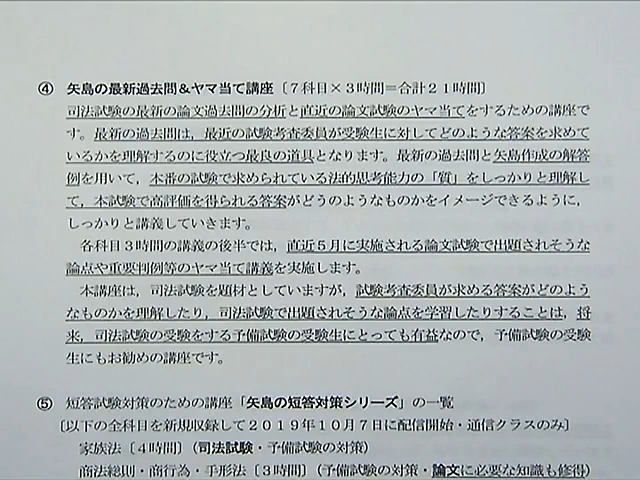 ④ 矢島の最新過去問＆ヤマ当て講座〔７科目×３時間＝合計２１時間〕
司法試験の最新の論文過去問の分析と直近の論文試験のヤマ当てをするための講座で
す。最新の過去問は，最近の試験考査委員が受験生に対してどのような答案を求めて
いるかを理解するのに役立つ最良の道具となります。最新の過去問と矢島作成の解答
例を用いて，本番の試験で求められている法的思考能力の「質」をしっかりと理解し
て，本試験で高評価を得られる答案がどうのようなものかをイメージできるように，
しっかりと講義していきます。
各科目３時間の講義の後半では，直近５月に実施される論文試験で出題されそうな
論点や重要判例等のヤマ当て講義を実施します。
本講座は，司法試験を題材としていますが，試験考査委員が求める答案がどのよう
なものかを理解したり，司法試験で出題されそうな論点を学習したりすることは，将
来，司法試験の受験をする予備試験の受験生にとっても有益なので，予備試験の受験
生にもお勧めの講座です。
⑤ 短答試験対策のための講座「矢島の短答対策シリーズ」の一覧
〔以下の全科目を新規収録して２０１９年１０月７日に配信開始・通信クラスのみ〕
家族法〔４時間〕（司法試験・予備試験の対策）
商法総則・商行為・手形法〔３時間〕（予備試験の対策・論文に必要な知識も修得）